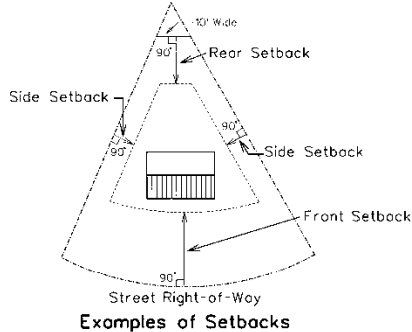 10' Wide
90°
Rear Setback
Side Setback
90°
90°
Side Setback
Front Setback
90°
Street Right-of-Way
Examples of Setbacks